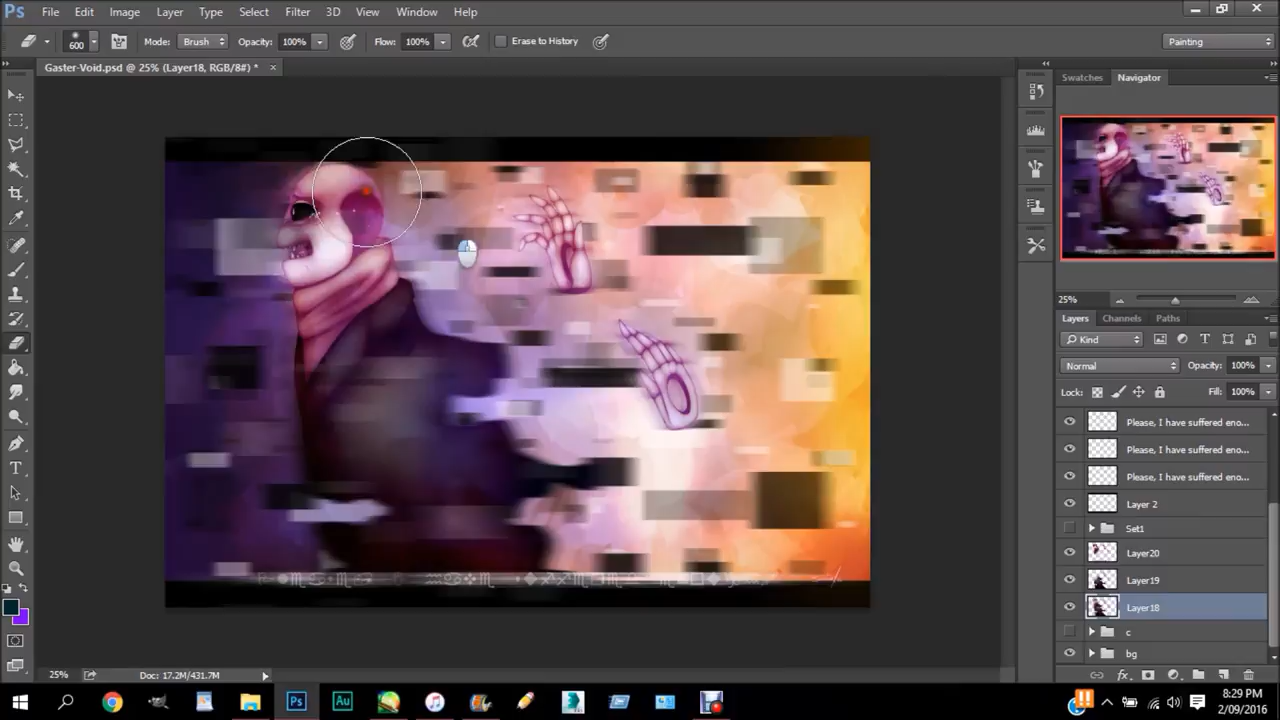 Ps File Edit Image Layer Type Select Filter 3D View Window Help
600 Mode: Brush Opacity: 100% Flow: 100% Erase to History Painting
Gaster-Void.psd @ 25% (Layer18, RGB/8#) * ×
Swatches Navigator
25%
Layers Channels Paths
Kind
Normal Opacity: 100%
Lock: Fill: 100%
Please, I have suffered eno...
Please, I have suffered eno...
Please, I have suffered eno...
Layer 2
Set1
Layer20
Layer19
Layer18
c
bg
25% Doc: 17.2M/431.7M
fx
Ps Au 8:29 PM
2/09/2016